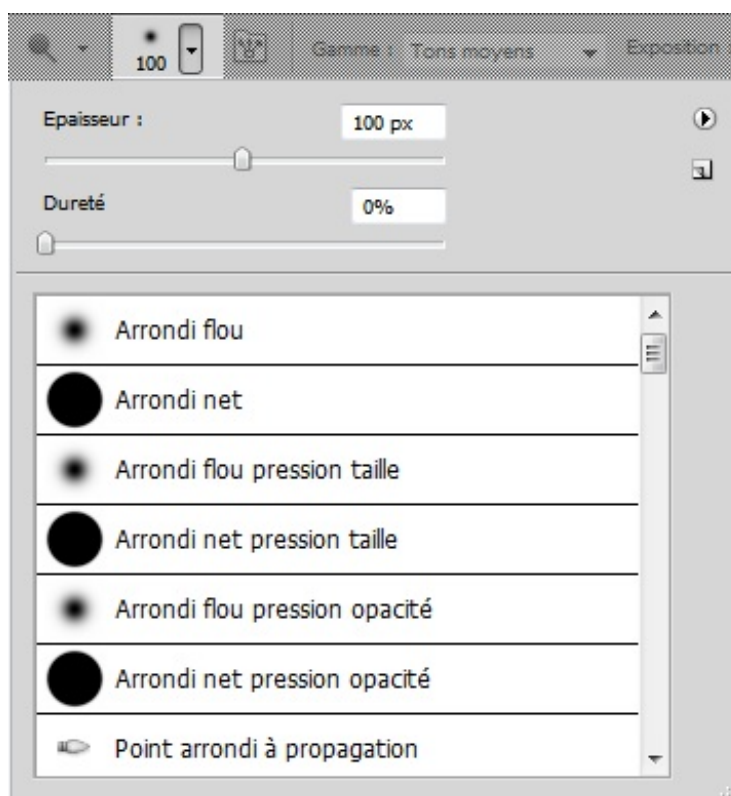 100 Gamme : Tons moyens Exposition :
Epaisseur : 100 px
Dureté 0%
Arrondi flou
Arrondi net
Arrondi flou pression taille
Arrondi net pression taille
Arrondi flou pression opacité
Arrondi net pression opacité
Point arrondi à propagation